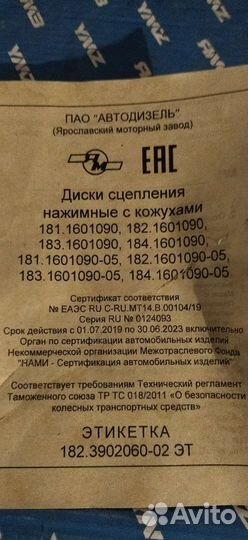 ПАО "АВТОДИЗЕЛЬ"
(Ярославский моторный завод)
ЯМ
ЕАС
Диски сцепления
нажимные с кожухами
181.1601090, 182.1601090,
183.1601090, 184.1601090,
181.1601090-05, 182.1601090-05,
183.1601090-05, 184.1601090-05
Сертификат соответствия
№ ЕАЭС RU C-RU.MT14.B.00104/19
Серия RU № 0124093
Срок действия с 01.07.2019 по 30.06.2023 включительно
Орган по сертификации автомобильных изделий
Некоммерческой организации Межотраслевого Фонда
"НАМИ - Сертификация автомобильных изделий"
Соответствует требованиям Технический регламент
Таможенного союза ТР ТС 018/2011 «О безопасности
колесных транспортных средств»
ЭТИКЕТКА
182.3902060-02 ЭТ
Avito